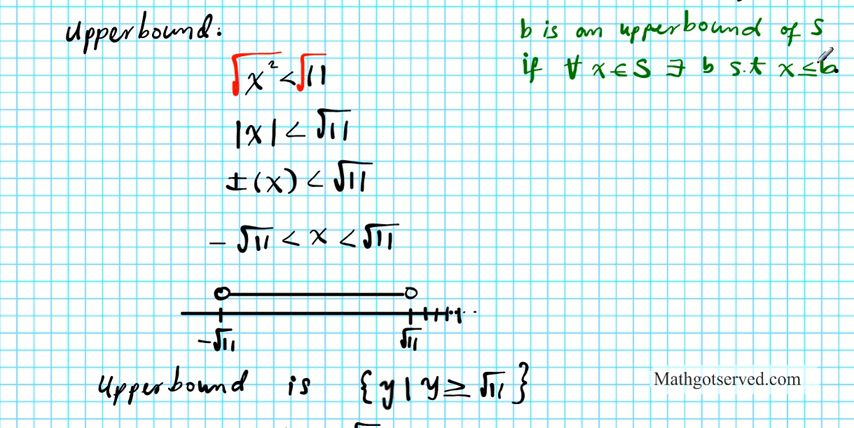 Upperbound:
b is an upperbound of S
if ∀ x ∈ S ∃ b s.t x ≤ b
√x² < √11
|x| < √11
±(x) < √11
-√11 < x < √11
-√11 √11
Upperbound is {y | y ≥ √11}
Mathgotserved.com